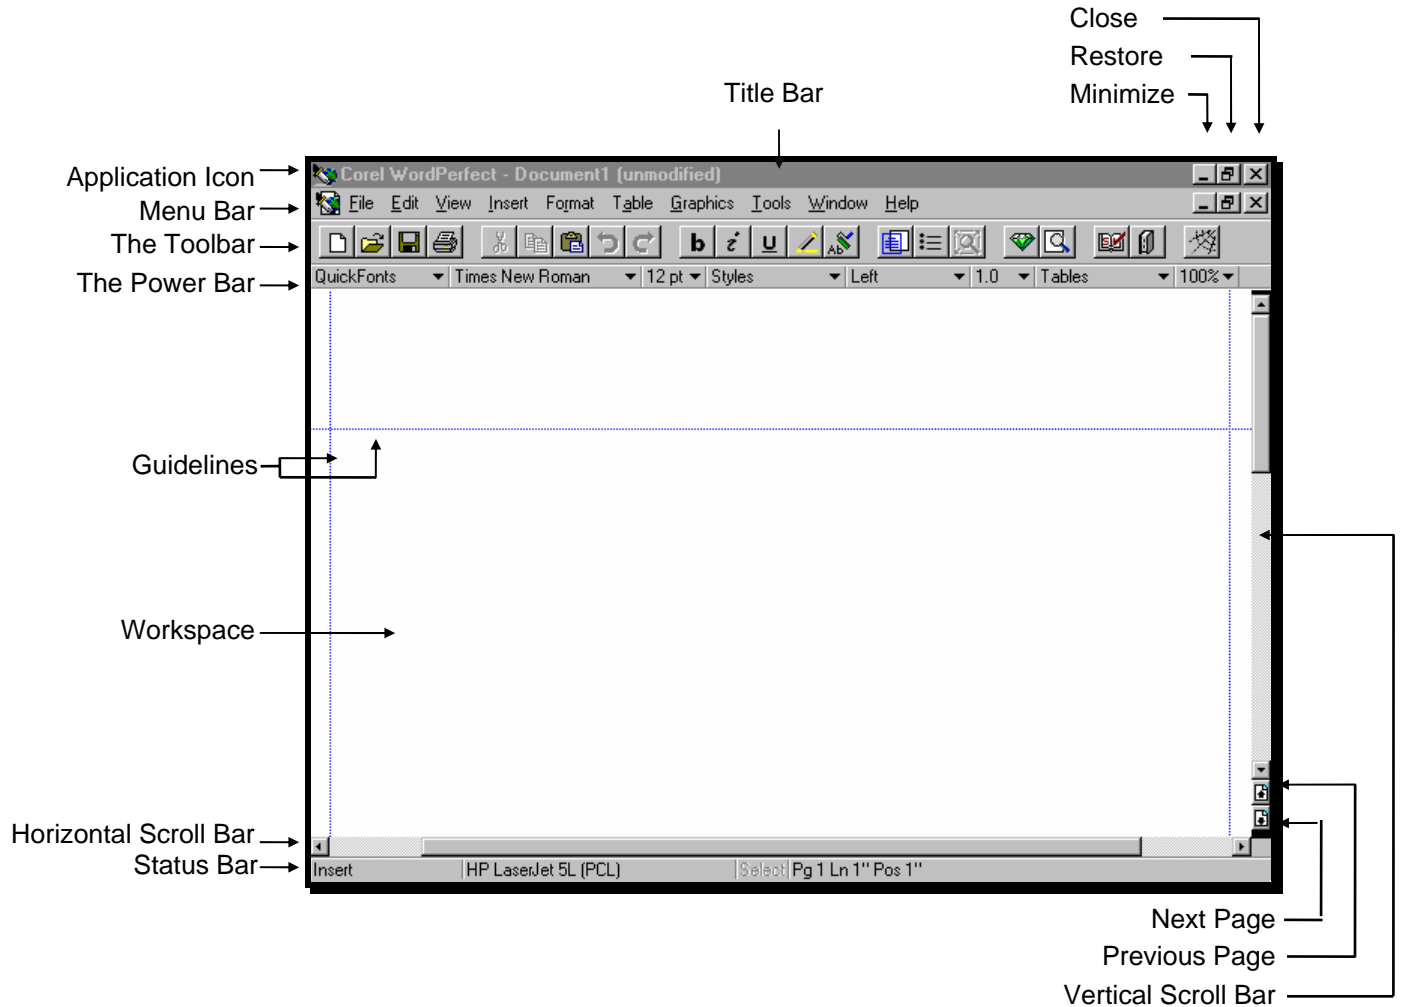 Close
Restore
Minimize
Title Bar
Application Icon
Corel WordPerfect - Document1 (unmodified)
Menu Bar
File Edit View Insert Format Table Graphics Tools Window Help
The Toolbar
b i U AB
The Power Bar
QuickFonts Times New Roman 12 pt Styles Left 1.0 Tables 100%
Guidelines
Workspace
Horizontal Scroll Bar
Status Bar
Insert HP LaserJet 5L (PCL) Select Pg 1 Ln 1" Pos 1"
Next Page
Previous Page
Vertical Scroll Bar